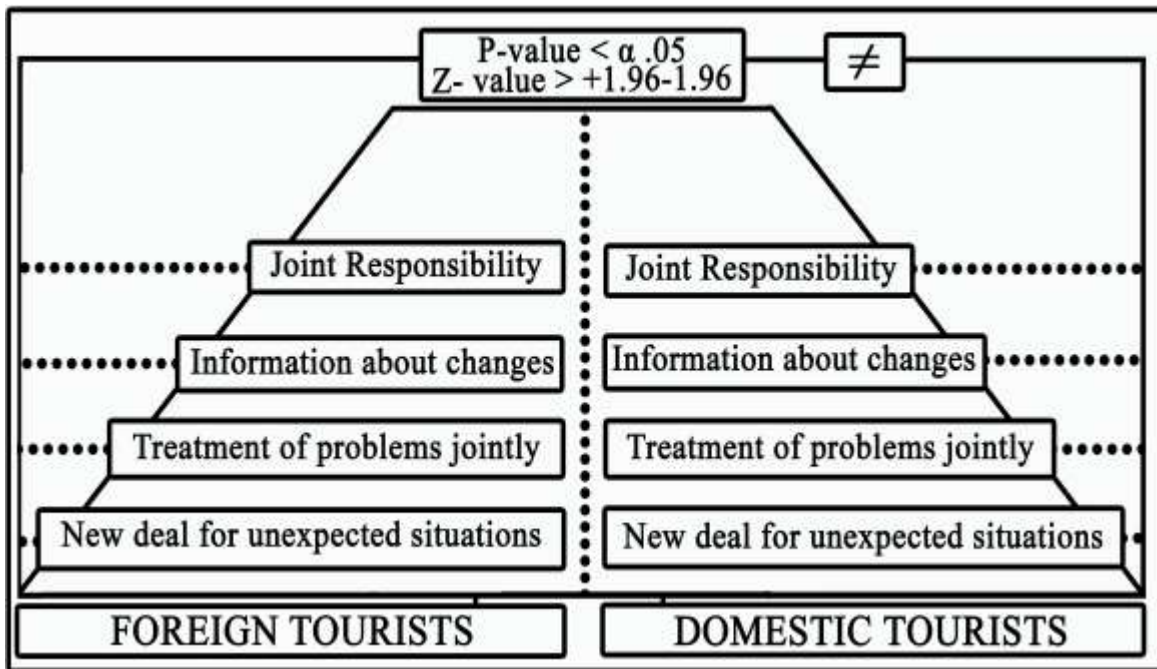 P-value < α .05
Z- value > +1.96-1.96
≠
Joint Responsibility
Joint Responsibility
Information about changes
Information about changes
Treatment of problems jointly
Treatment of problems jointly
New deal for unexpected situations
New deal for unexpected situations
FOREIGN TOURISTS
DOMESTIC TOURISTS